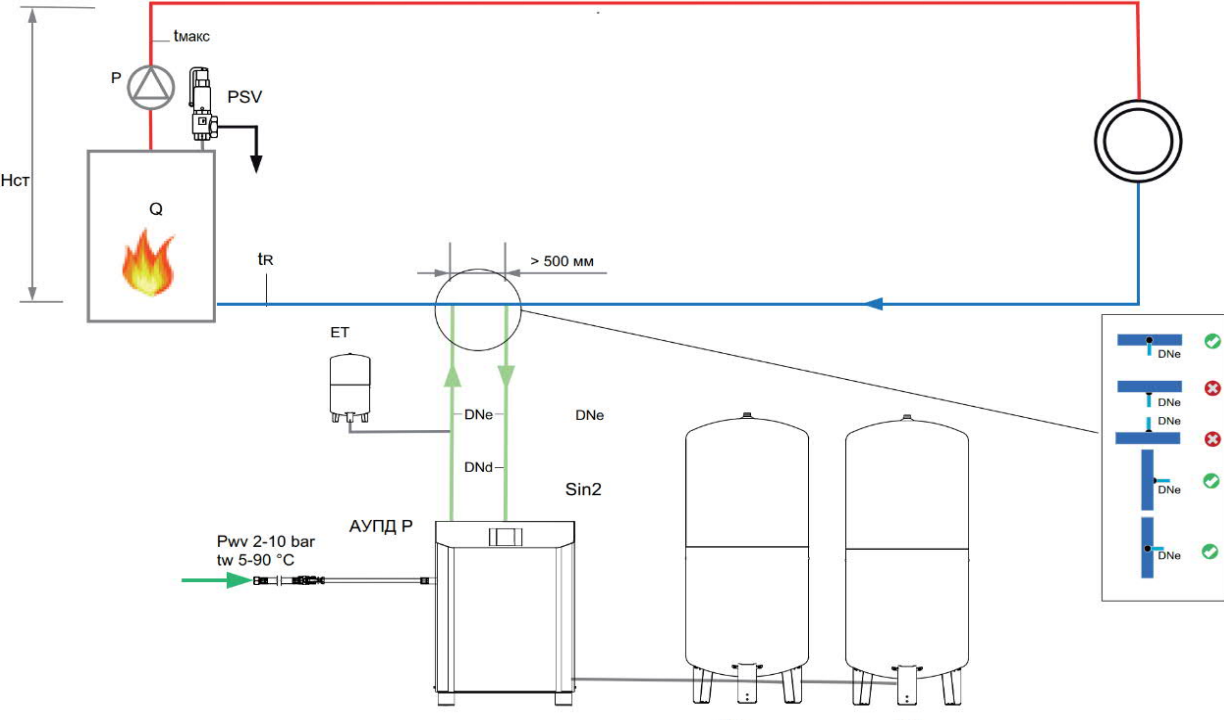 tмакс
P
PSV
Hст
Q
tR
> 500 мм
ET
DNe
DNe
DNd
Sin2
АУПД Р
Pwv 2-10 bar
tw 5-90 °C
DNe
DNe
DNe
DNe
DNe